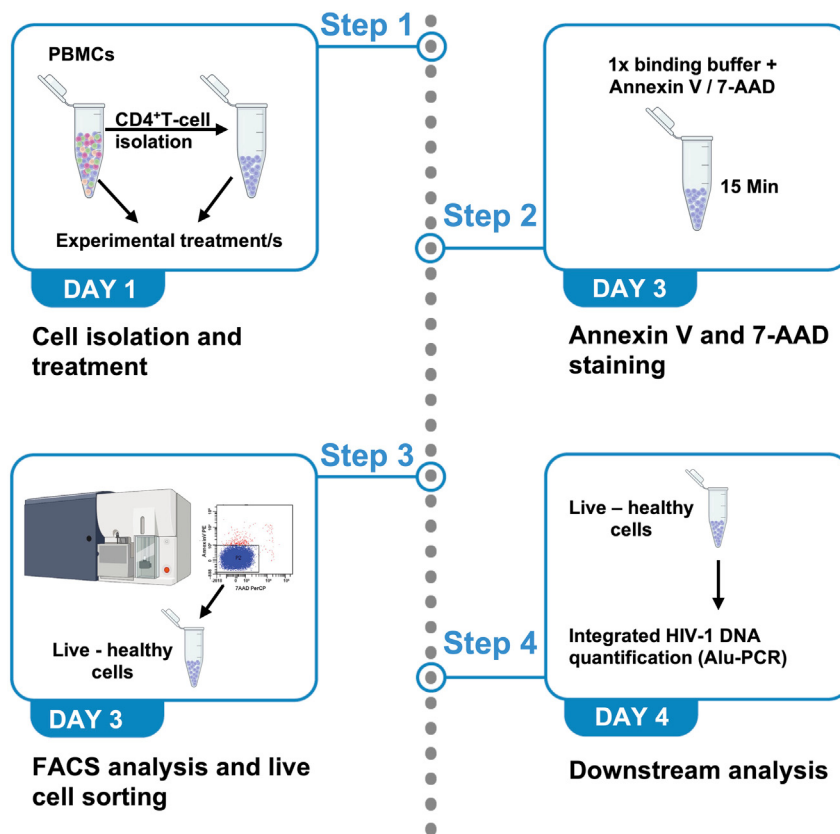 Step 1
PBMCs
CD4⁺T-cell
isolation
Experimental treatment/s
DAY 1
Cell isolation and
treatment
Step 2
1x binding buffer +
Annexin V / 7-AAD
15 Min
DAY 3
Annexin V and 7-AAD
staining
Step 3
AnnexinV PE
7AAD PerCP
Live - healthy
cells
DAY 3
FACS analysis and live
cell sorting
Step 4
Live – healthy
cells
Integrated HIV-1 DNA
quantification (Alu-PCR)
DAY 4
Downstream analysis